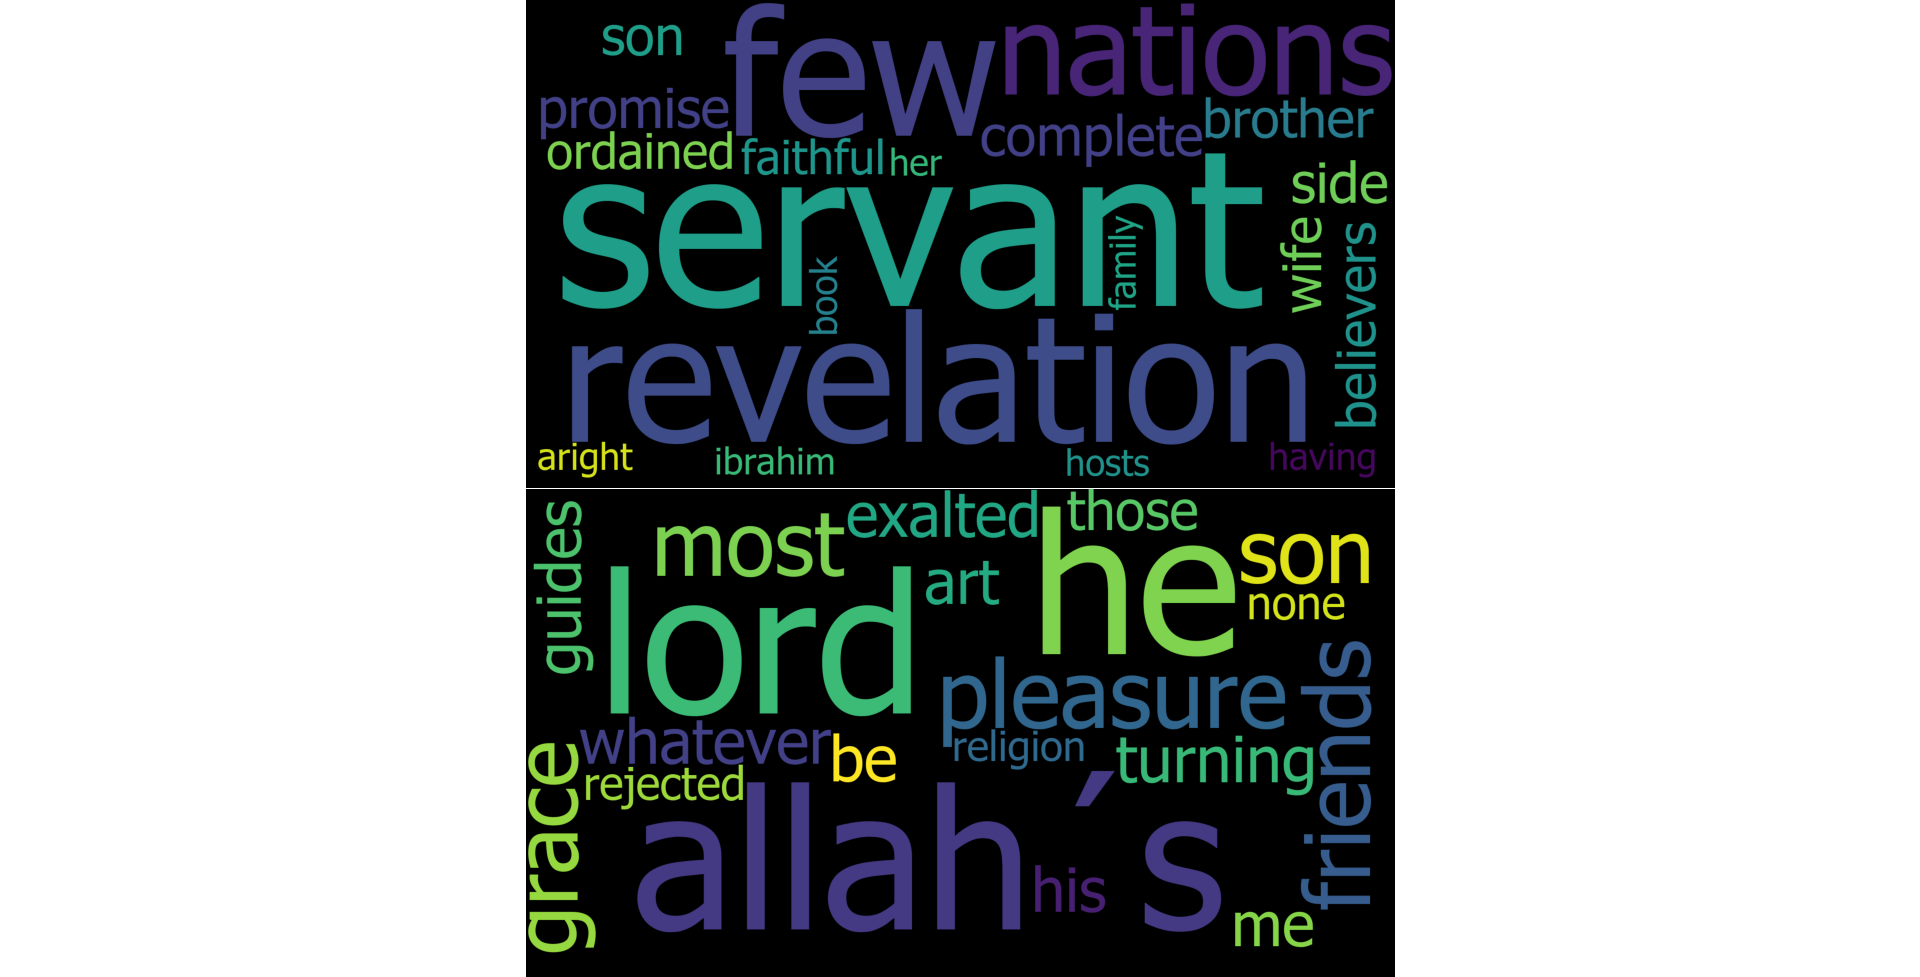 son
few
nations
promise
complete
brother
ordained
faithful
her
servant
side
wife
family
believers
book
revelation
aright
ibrahim
hosts
having
guides
most
exalted
those
he
son
none
art
lord
pleasure
friends
whatever
be
religion
turning
grace
rejected
allah´s
his
me